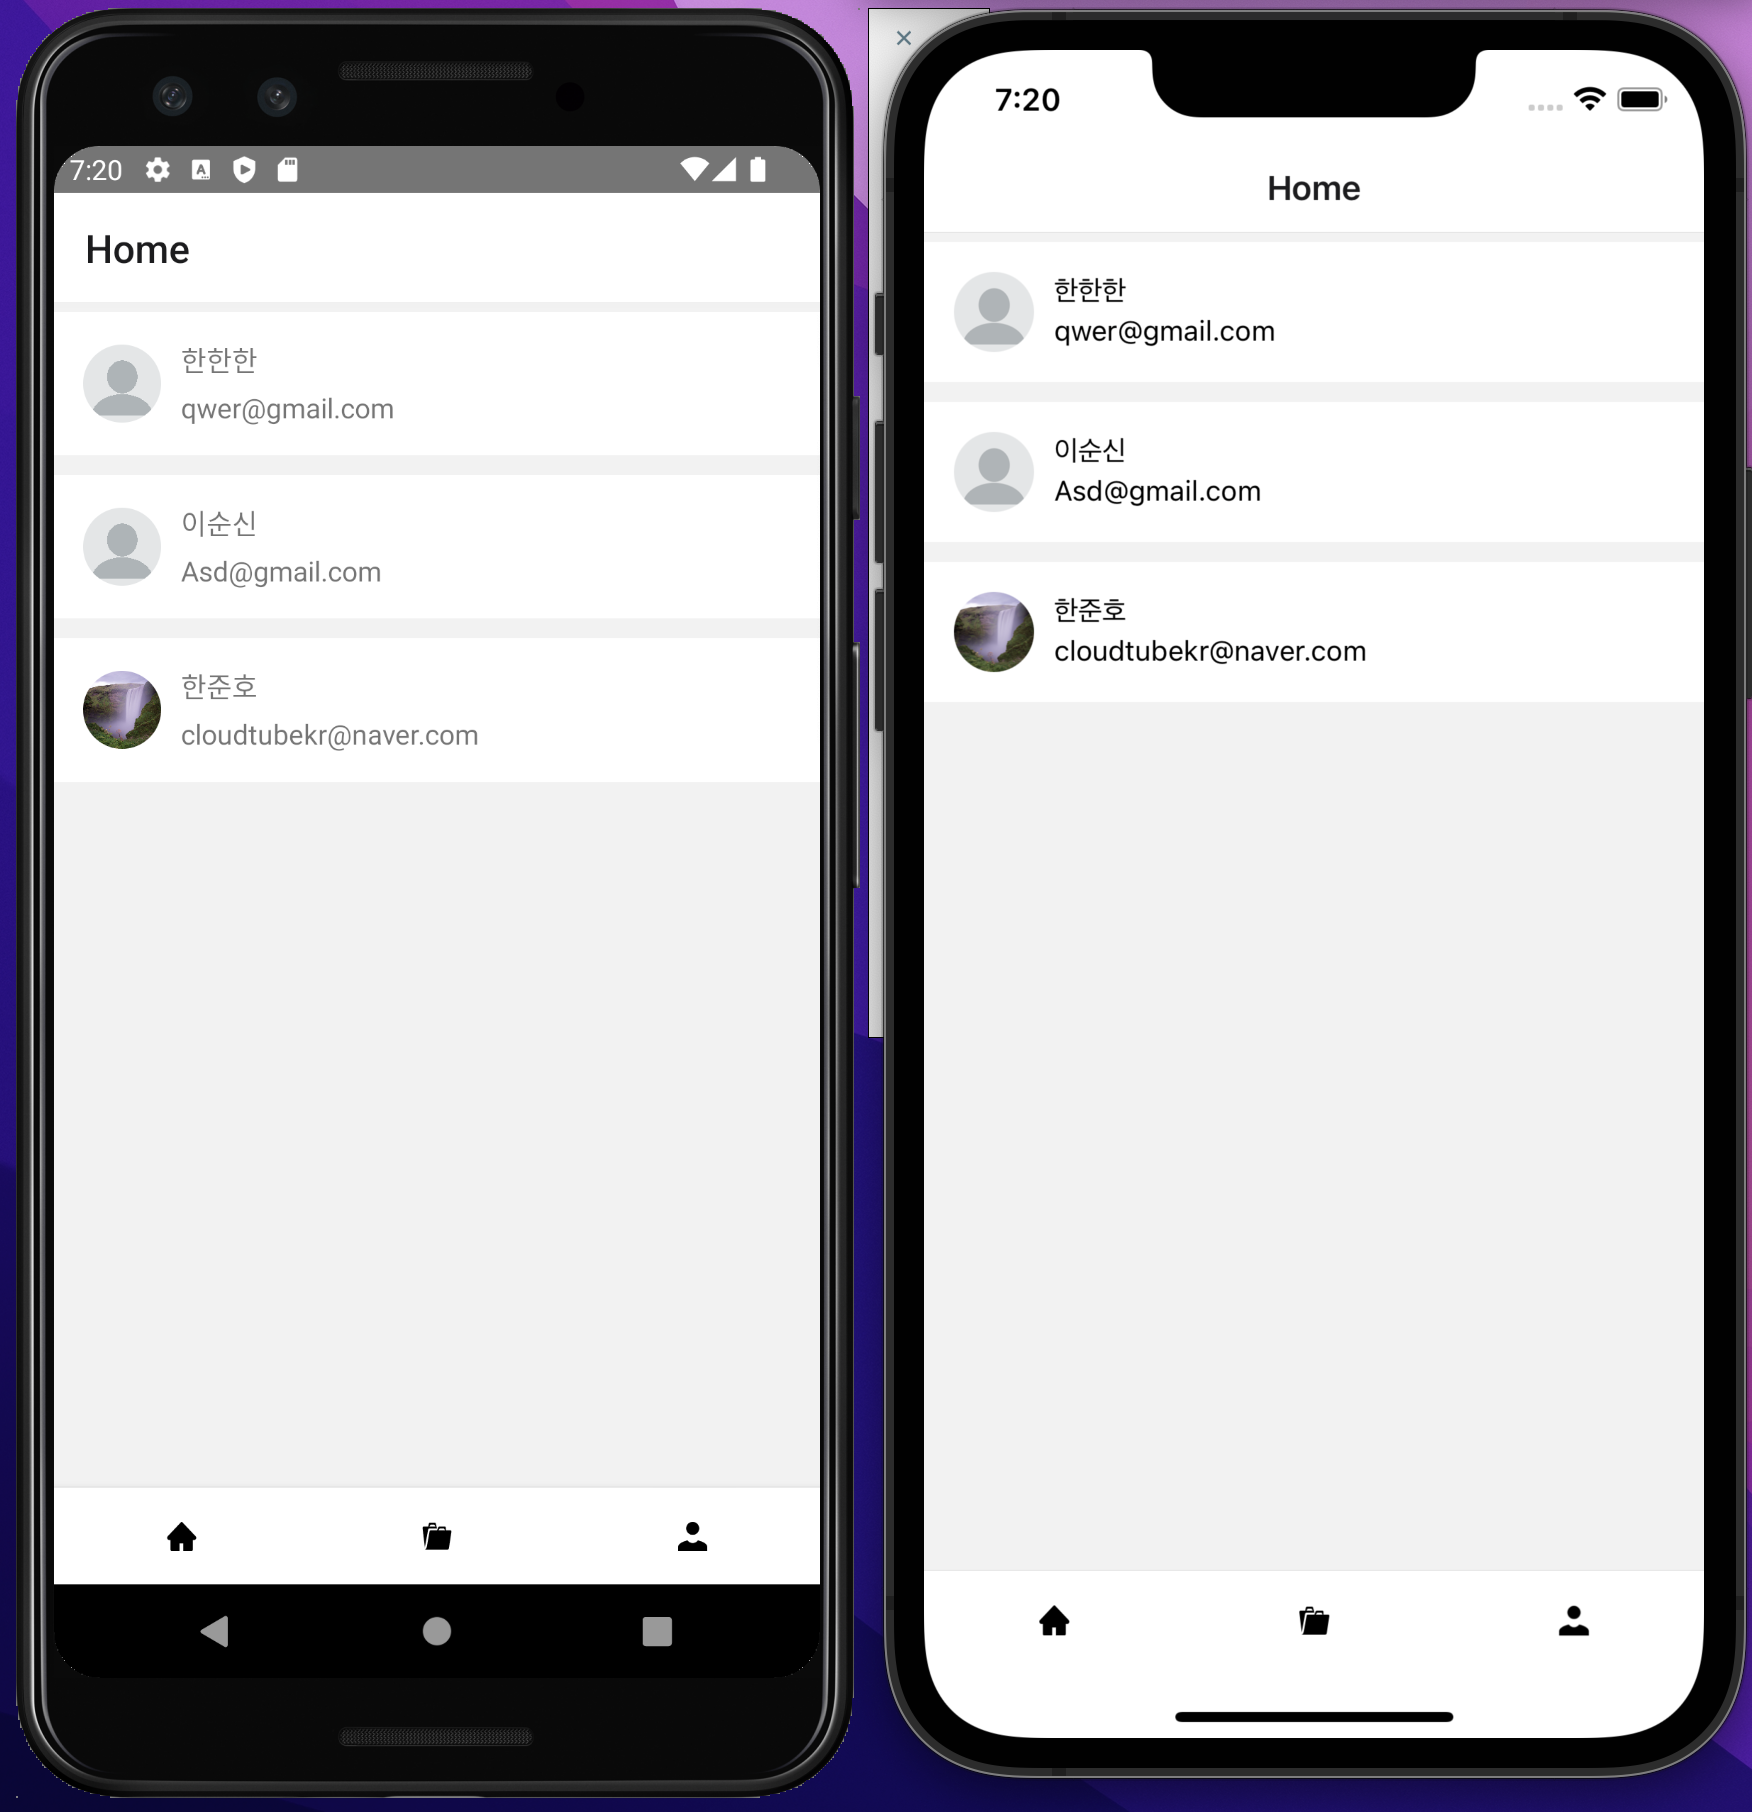 7:20
Home
한한한
qwer@gmail.com
이순신
Asd@gmail.com
한준호
cloudtubekr@naver.com
7:20
Home
한한한
qwer@gmail.com
이순신
Asd@gmail.com
한준호
cloudtubekr@naver.com